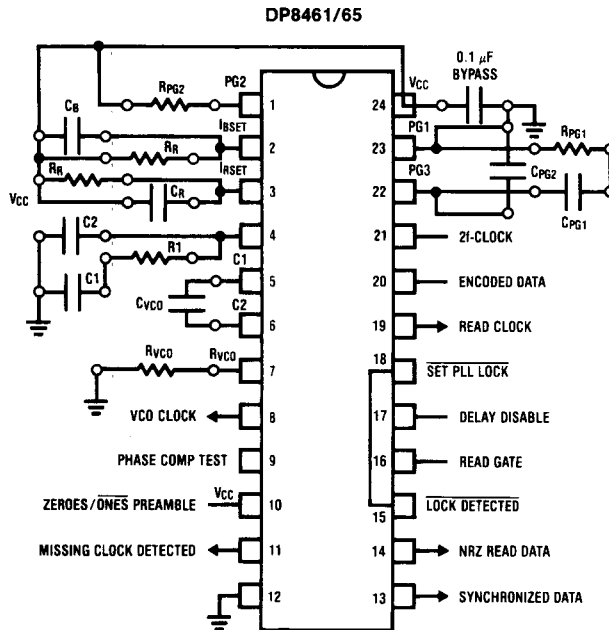 DP8461/65
0.1 μF
BYPASS
VCC
RPG2
PG2
1
24
CB
IBSET
2
RR
PG1
23
RPG1
RR
IRSET
3
PG3
22
CPG2
CPG1
VCC
CR
C2
4
R1
21
2f-CLOCK
C1
C1
5
20
ENCODED DATA
CVCO
C2
6
19
READ CLOCK
RVCO
RVCO
7
18
SET PLL LOCK
VCO CLOCK
8
17
DELAY DISABLE
PHASE COMP TEST
9
16
READ GATE
ZEROES/ONES PREAMBLE
VCC
10
15
LOCK DETECTED
MISSING CLOCK DETECTED
11
14
NRZ READ DATA
12
13
SYNCHRONIZED DATA